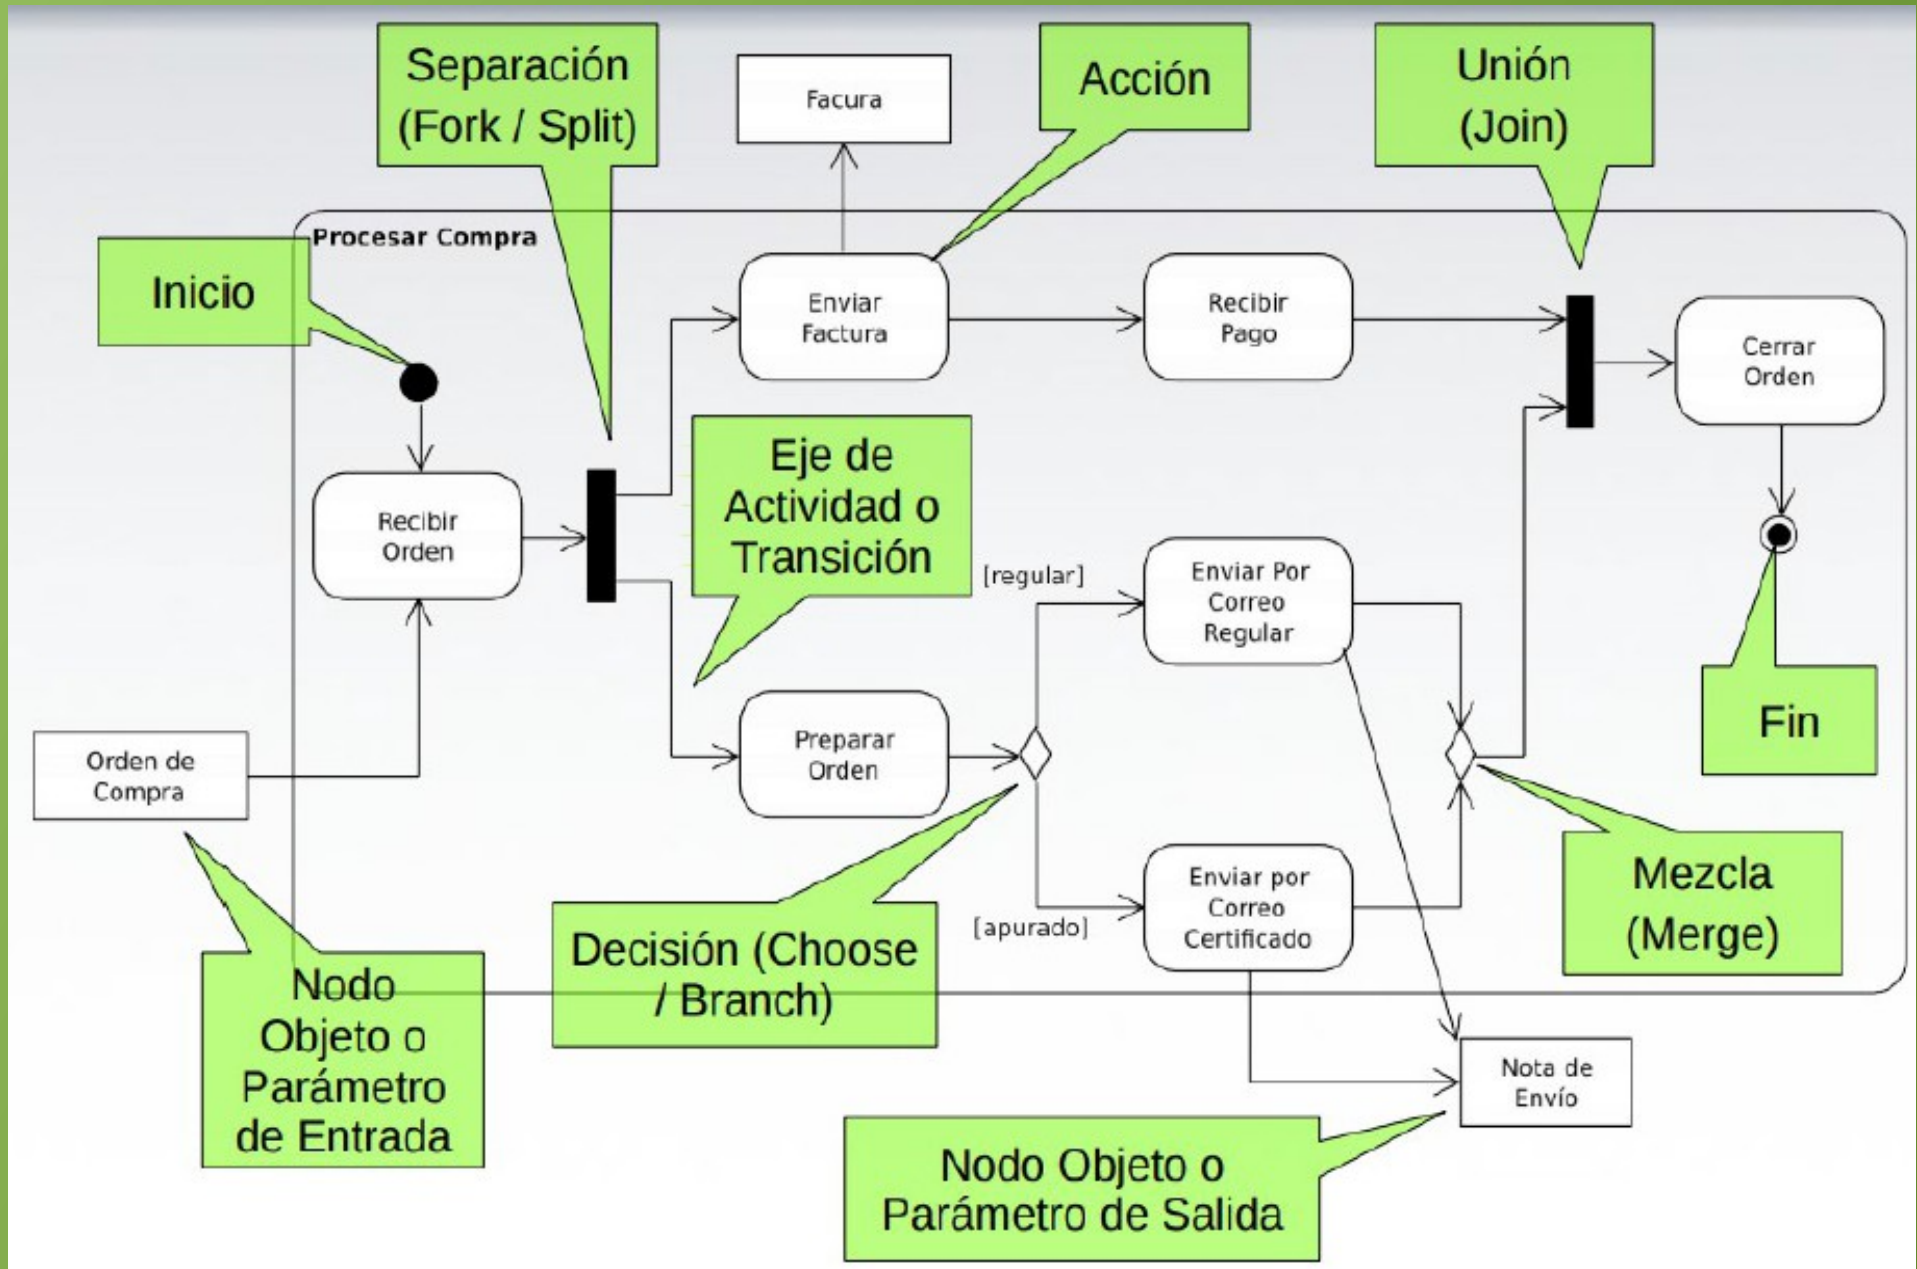 Separación
(Fork / Split)
Facura
Acción
Unión
(Join)
Procesar Compra
Inicio
Enviar
Factura
Recibir
Pago
Cerrar
Orden
Eje de
Actividad o
Transición
Recibir
Orden
[regular]
Enviar Por
Correo
Regular
Fin
Orden de
Compra
Preparar
Orden
[apurado]
Enviar por
Correo
Certificado
Mezcla
(Merge)
Decisión (Choose
/ Branch)
Nodo
Objeto o
Parámetro
de Entrada
Nota de
Envío
Nodo Objeto o
Parámetro de Salida